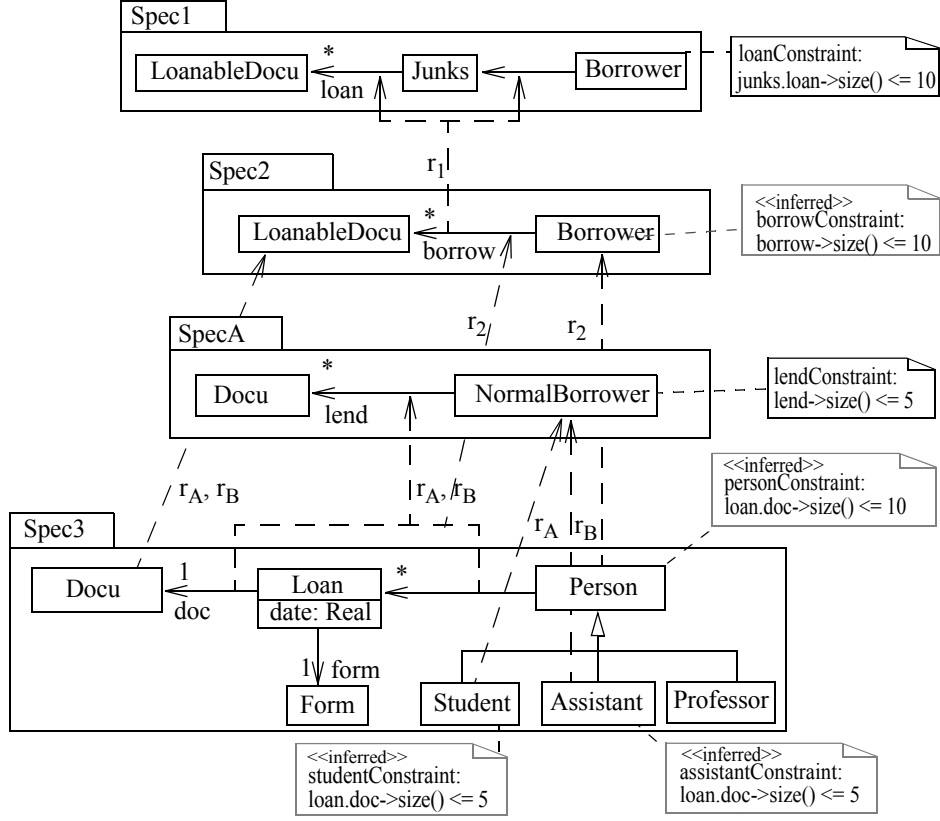 Spec1
LoanableDocu
*
loan
Junks
Borrower
loanConstraint:
junks.loan->size() <= 10
r1
Spec2
LoanableDocu
*
borrow
Borrower
<<inferred>>
borrowConstraint:
borrow->size() <= 10
r2
r2
SpecA
Docu
*
lend
NormalBorrower
lendConstraint:
lend->size() <= 5
rA, rB
rA, rB
rA
rB
<<inferred>>
personConstraint:
loan.doc->size() <= 10
Spec3
Docu
1
doc
Loan
date: Real
*
Person
1
form
Form
Student
Assistant
Professor
<<inferred>>
studentConstraint:
loan.doc->size() <= 5
<<inferred>>
assistantConstraint:
loan.doc->size() <= 5